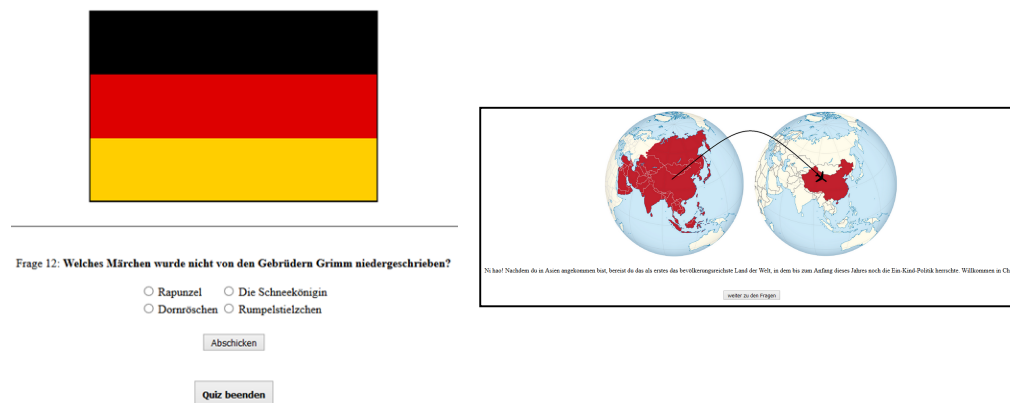 Frage 12: Welches Märchen wurde nicht von den Gebrüdern Grimm niedergeschrieben?
Rapunzel
Die Schneekönigin
Dornröschen
Rumpelstielzchen
Abschicken
Quiz beenden
Ni hao! Nachdem du in Asien angekommen bist, bereist du das als erstes das bevölkerungsreichste Land der Welt, in dem bis zum Anfang dieses Jahres noch die Ein-Kind-Politik herrschte. Willkommen in Ch
weiter zu den Fragen